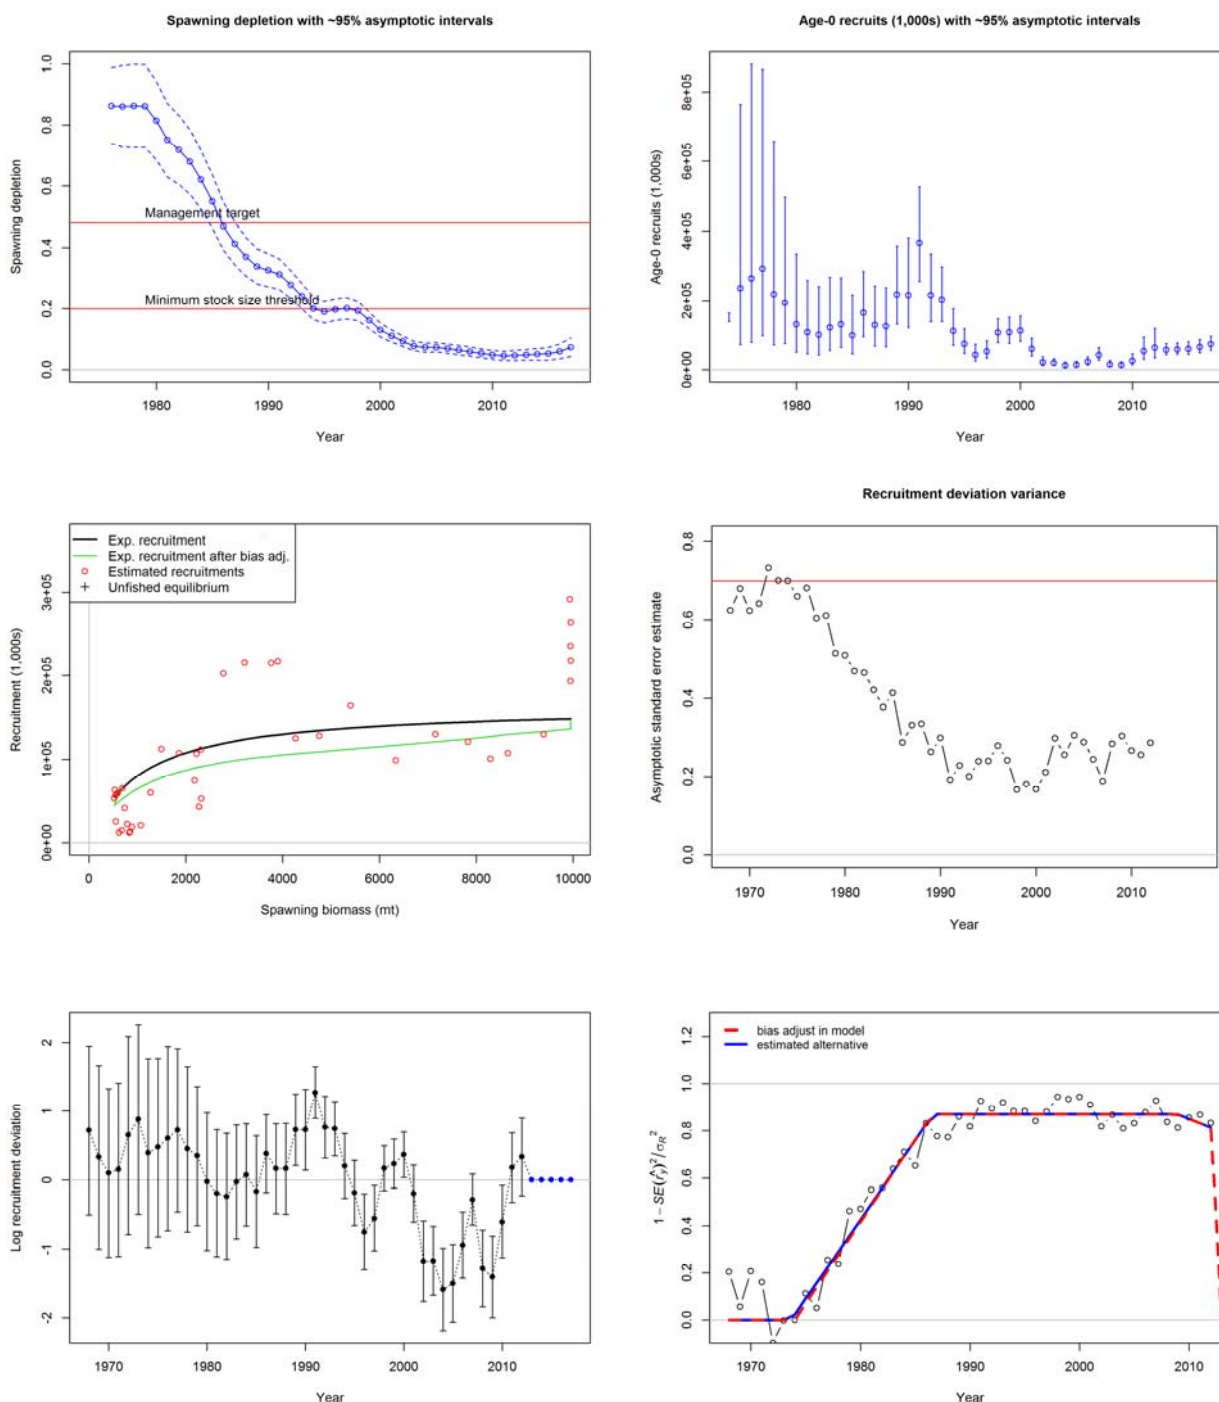 Spawning depletion with ~95% asymptotic intervals
Spawning depletion
1.0
0.8
0.6
0.4
0.2
0.0
Management target
Minimum stock size threshold
1980 1990 2000 2010
Year
Age-0 recruits (1,000s) with ~95% asymptotic intervals
Age-0 recruits (1,000s)
8e+05
6e+05
4e+05
2e+05
0e+00
1980 1990 2000 2010
Year
Exp. recruitment
Exp. recruitment after bias adj.
Estimated recruitments
Unfished equilibrium
Recruitment (1,000s)
3e+05
2e+05
1e+05
0e+00
0 2000 4000 6000 8000 10000
Spawning biomass (mt)
Recruitment deviation variance
Asymptotic standard error estimate
0.8
0.6
0.4
0.2
0.0
1970 1980 1990 2000 2010
Year
Log recruitment deviation
2
1
0
-1
-2
1970 1980 1990 2000 2010
Year
bias adjust in model
estimated alternative
1 − SE(r̂y)² / σR²
1.2
1.0
0.8
0.6
0.4
0.2
0.0
1970 1980 1990 2000 2010
Year